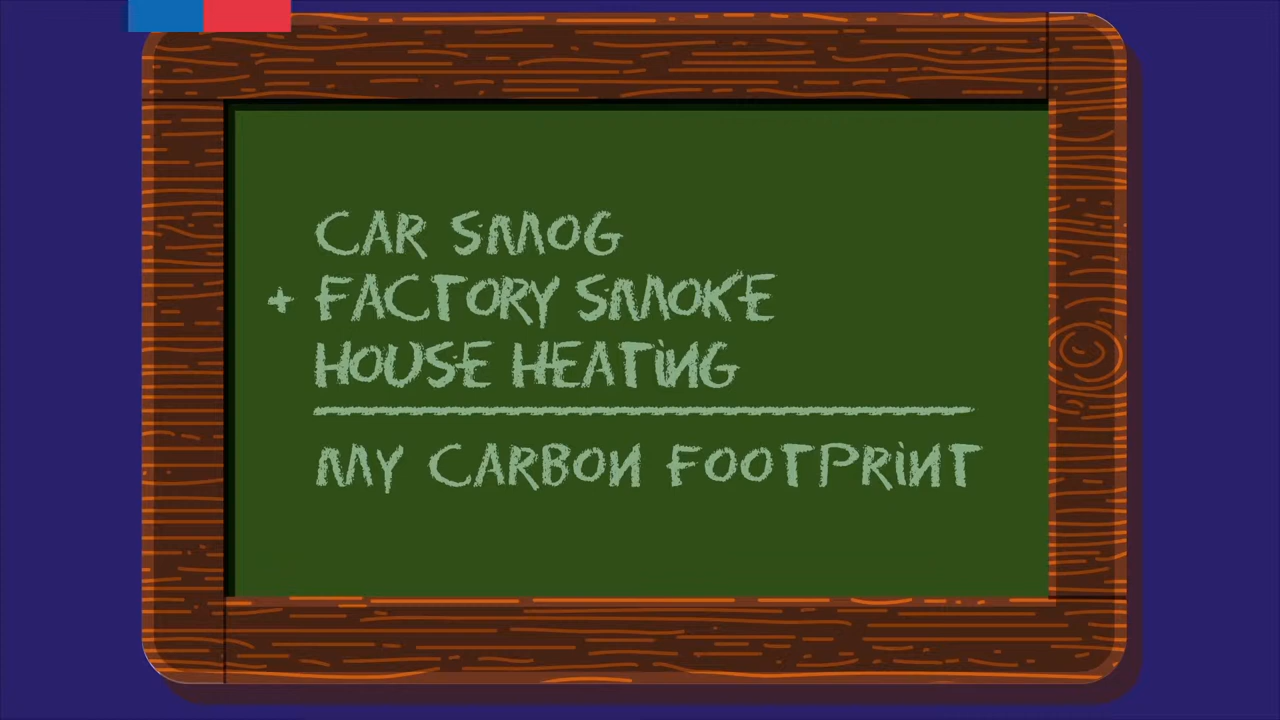 CAR SMOG
+ FACTORY SMOKE
HOUSE HEATING
MY CARBON FOOTPRINT